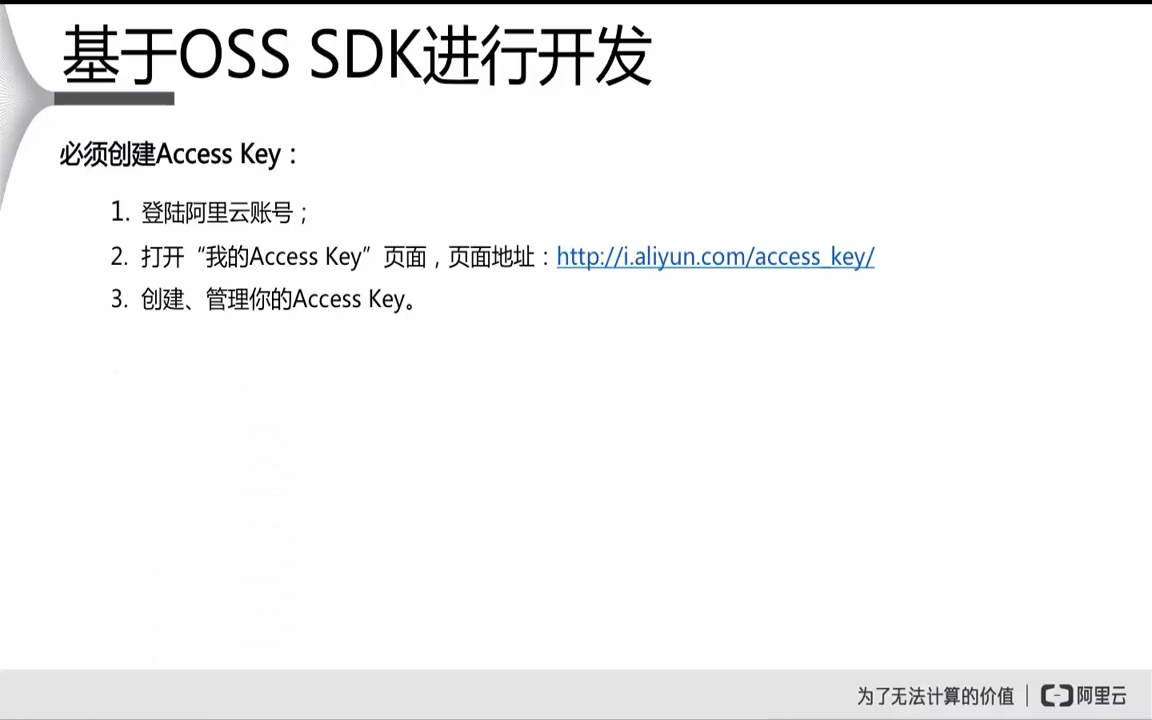 基于OSS SDK进行开发
必须创建Access Key：
1. 登陆阿里云账号；
2. 打开“我的Access Key”页面，页面地址：http://i.aliyun.com/access_key/
3. 创建、管理你的Access Key。
为了无法计算的价值 | 阿里云